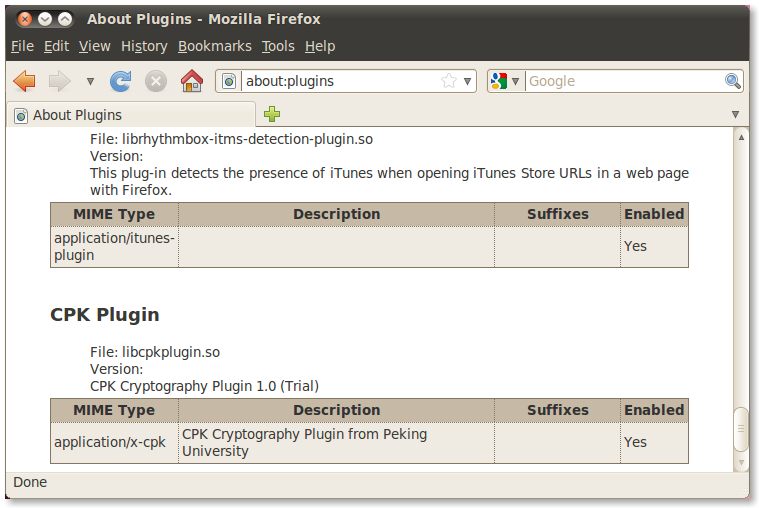 About Plugins - Mozilla Firefox
File Edit View History Bookmarks Tools Help
about:plugins
Google
About Plugins
File: librhythmbox-itms-detection-plugin.so
Version:
This plug-in detects the presence of iTunes when opening iTunes Store URLs in a web page
with Firefox.
MIME Type Description Suffixes Enabled
application/itunes-
plugin
Yes
CPK Plugin
File: libcpkplugin.so
Version:
CPK Cryptography Plugin 1.0 (Trial)
MIME Type Description Suffixes Enabled
application/x-cpk
CPK Cryptography Plugin from Peking
University
Yes
Done